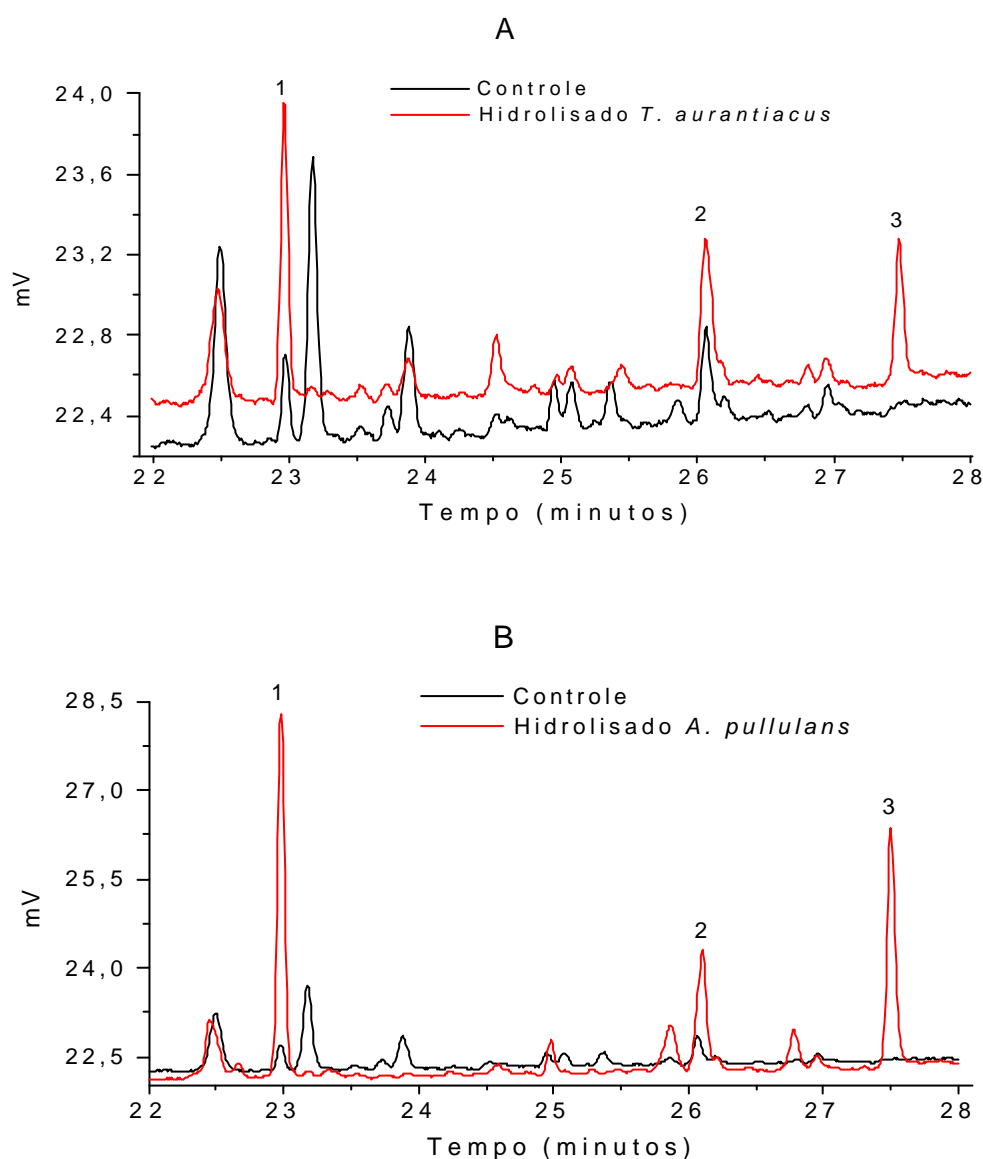 A
Controle
Hidrolisado T. aurantiacus
1
2
3
24,0
23,6
23,2
22,8
22,4
mV
22 23 24 25 26 27 28
Tempo (minutos)
B
Controle
Hidrolisado A. pullulans
1
2
3
28,5
27,0
25,5
24,0
22,5
mV
22 23 24 25 26 27 28
Tempo (minutos)